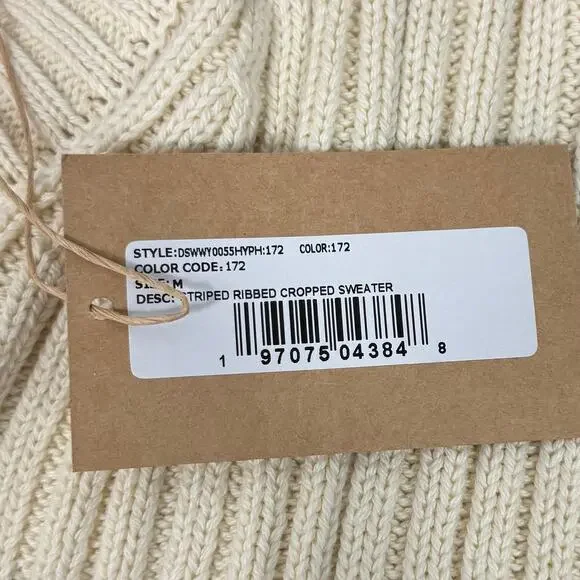 STYLE:DSWWY0055HYPH:172 COLOR:172
COLOR CODE: 172
SIZE: M
DESC: STRIPED RIBBED CROPPED SWEATER
1 97075 04384 8